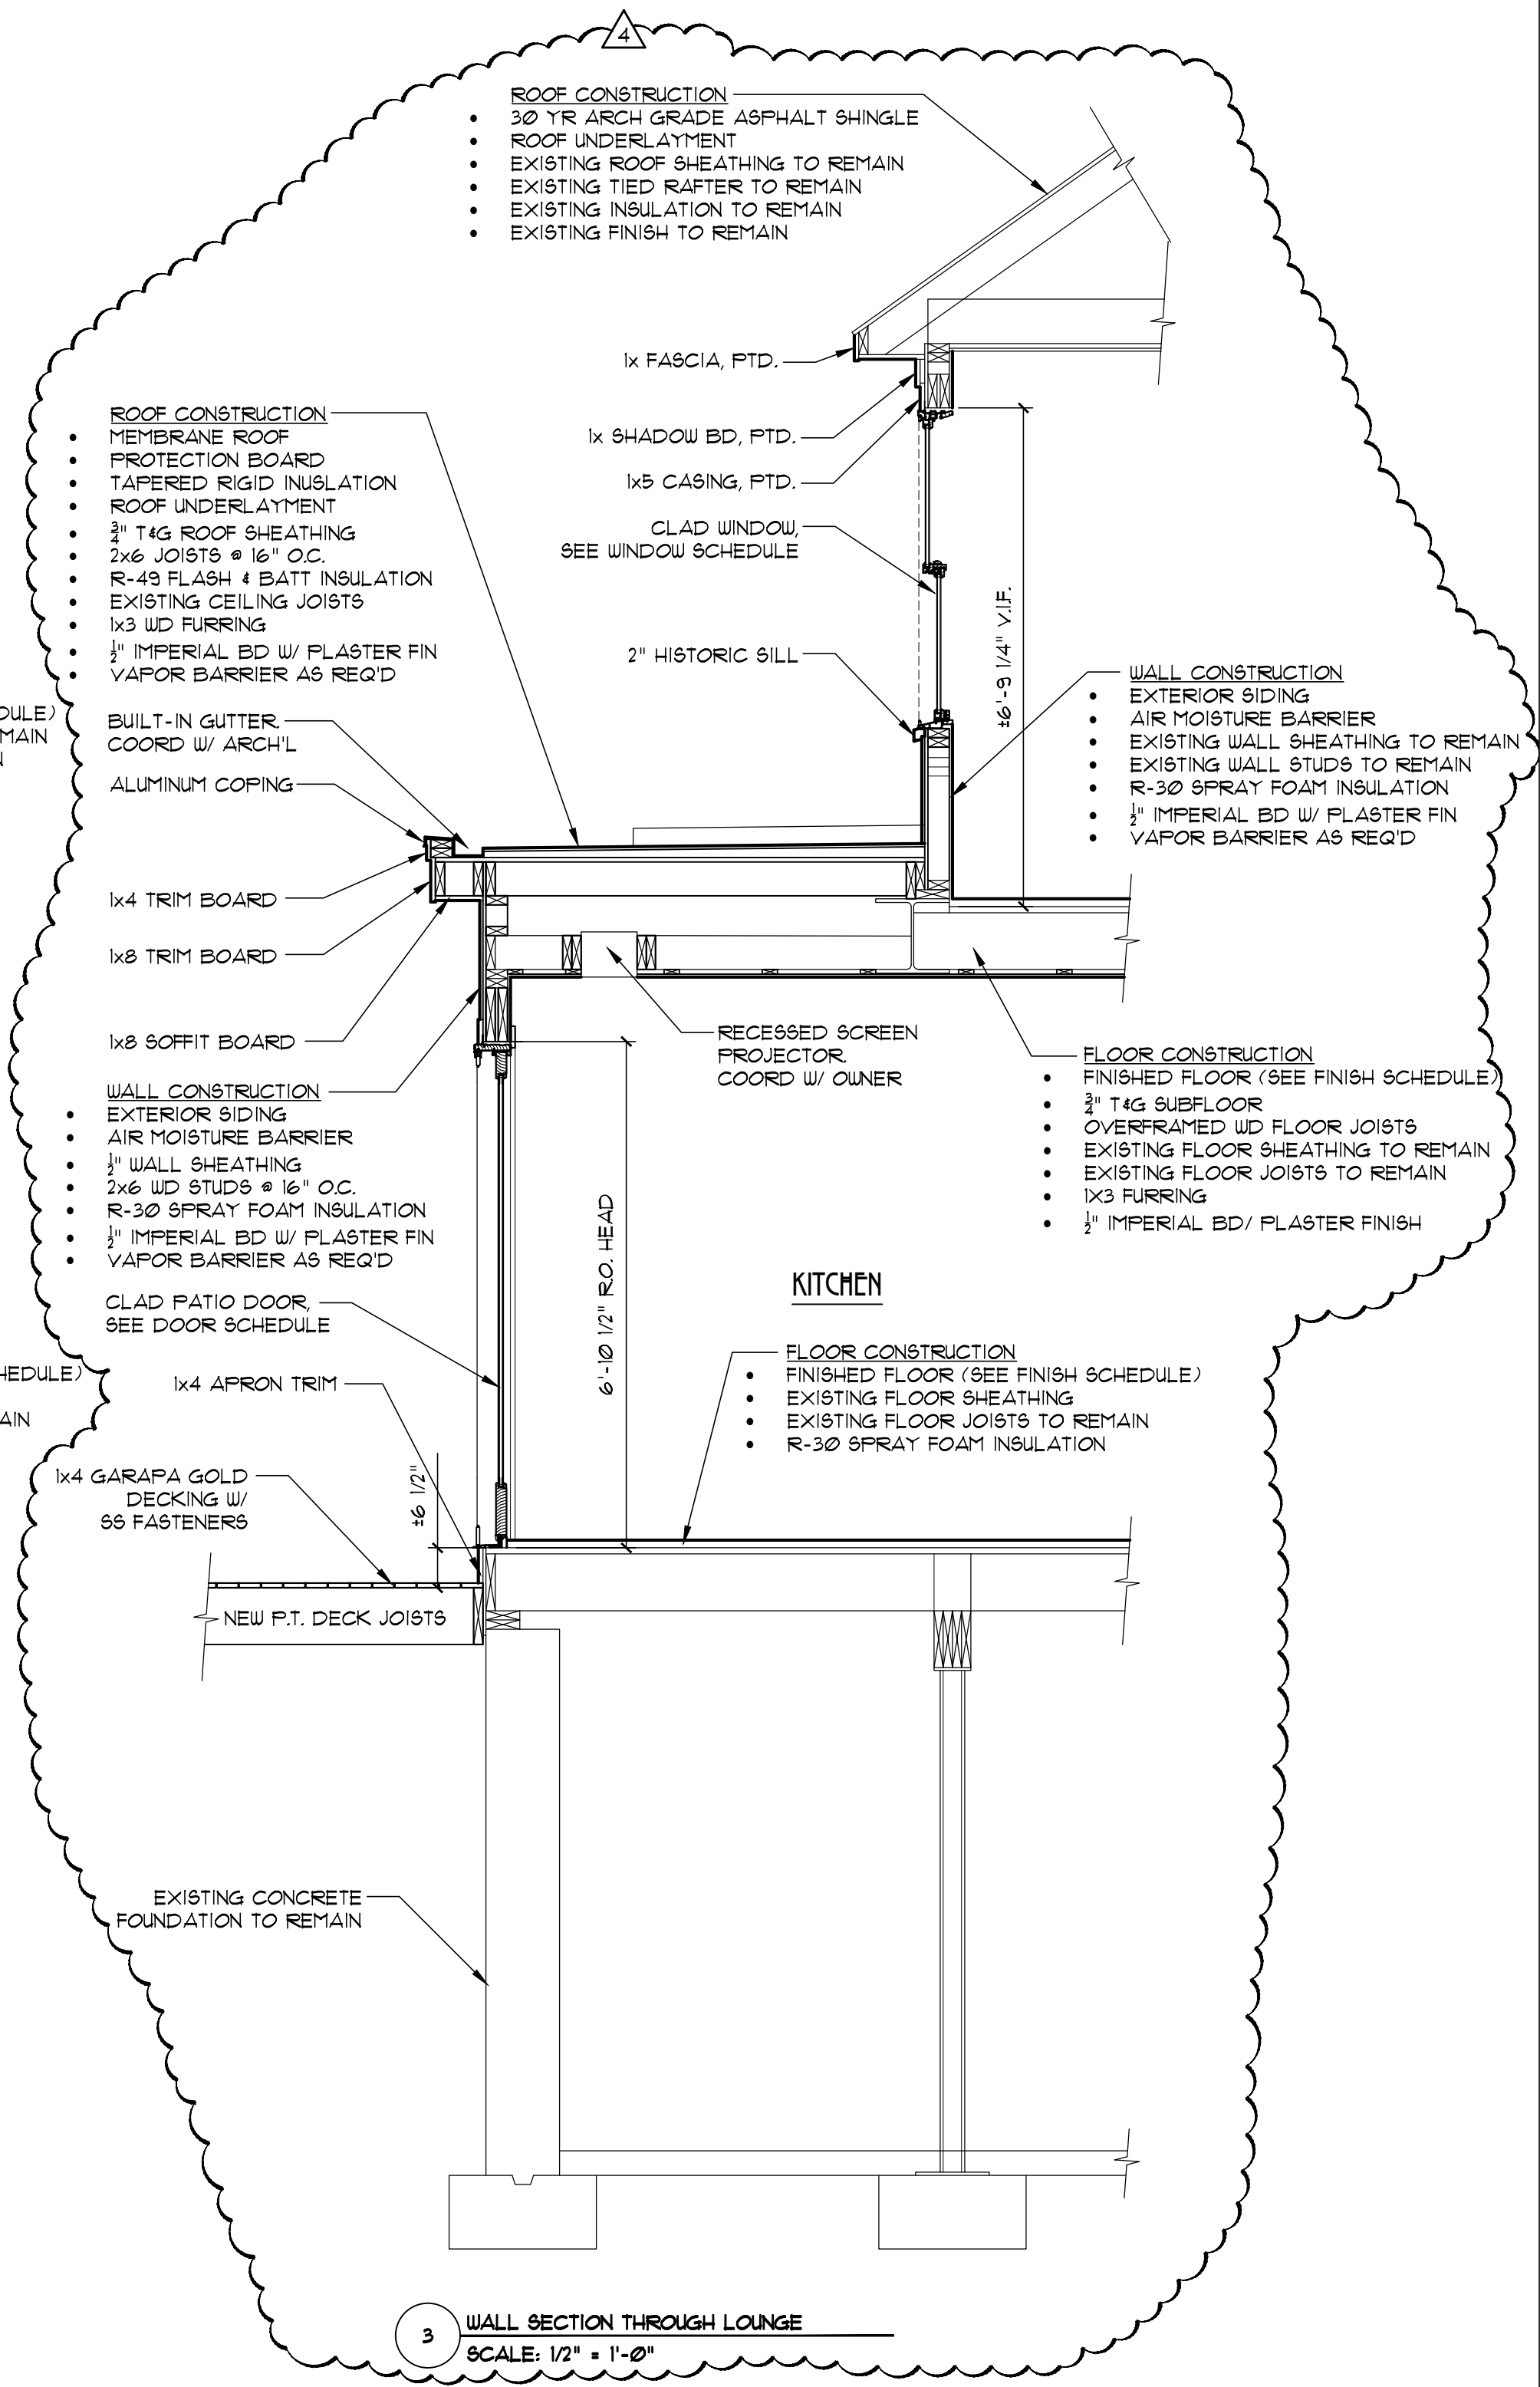 4
ROOF CONSTRUCTION
• 30 YR ARCH GRADE ASPHALT SHINGLE
• ROOF UNDERLAYMENT
• EXISTING ROOF SHEATHING TO REMAIN
• EXISTING TIED RAFTER TO REMAIN
• EXISTING INSULATION TO REMAIN
• EXISTING FINISH TO REMAIN
1x FASCIA, PTD.
1x SHADOW BD, PTD.
1x5 CASING, PTD.
CLAD WINDOW,
SEE WINDOW SCHEDULE
2" HISTORIC SILL
±6'-9 1/4" V.I.F.
ROOF CONSTRUCTION
• MEMBRANE ROOF
• PROTECTION BOARD
• TAPERED RIGID INUSLATION
• ROOF UNDERLAYMENT
• 3/4" T&G ROOF SHEATHING
• 2x6 JOISTS @ 16" O.C.
• R-49 FLASH & BATT INSULATION
• EXISTING CEILING JOISTS
• 1x3 WD FURRING
• 1/2" IMPERIAL BD W/ PLASTER FIN
• VAPOR BARRIER AS REQ'D
BUILT-IN GUTTER.
COORD W/ ARCH'L
ALUMINUM COPING
1x4 TRIM BOARD
1x8 TRIM BOARD
1x8 SOFFIT BOARD
WALL CONSTRUCTION
• EXTERIOR SIDING
• AIR MOISTURE BARRIER
• EXISTING WALL SHEATHING TO REMAIN
• EXISTING WALL STUDS TO REMAIN
• R-30 SPRAY FOAM INSULATION
• 1/2" IMPERIAL BD W/ PLASTER FIN
• VAPOR BARRIER AS REQ'D
DULE)
MAIN
N
RECESSED SCREEN
PROJECTOR.
COORD W/ OWNER
FLOOR CONSTRUCTION
• FINISHED FLOOR (SEE FINISH SCHEDULE)
• 3/4" T&G SUBFLOOR
• OVERFRAMED WD FLOOR JOISTS
• EXISTING FLOOR SHEATHING TO REMAIN
• EXISTING FLOOR JOISTS TO REMAIN
• 1X3 FURRING
• 1/2" IMPERIAL BD/ PLASTER FINISH
WALL CONSTRUCTION
• EXTERIOR SIDING
• AIR MOISTURE BARRIER
• 1/2" WALL SHEATHING
• 2x6 WD STUDS @ 16" O.C.
• R-30 SPRAY FOAM INSULATION
• 1/2" IMPERIAL BD W/ PLASTER FIN
• VAPOR BARRIER AS REQ'D
CLAD PATIO DOOR,
SEE DOOR SCHEDULE
1x4 APRON TRIM
6'-10 1/2" R.O. HEAD
KITCHEN
FLOOR CONSTRUCTION
• FINISHED FLOOR (SEE FINISH SCHEDULE)
• EXISTING FLOOR SHEATHING
• EXISTING FLOOR JOISTS TO REMAIN
• R-30 SPRAY FOAM INSULATION
HEDULE)
AIN
1x4 GARAPA GOLD
DECKING W/
SS FASTENERS
±6 1/2"
NEW P.T. DECK JOISTS
EXISTING CONCRETE
FOUNDATION TO REMAIN
3
WALL SECTION THROUGH LOUNGE
SCALE: 1/2" = 1'-0"